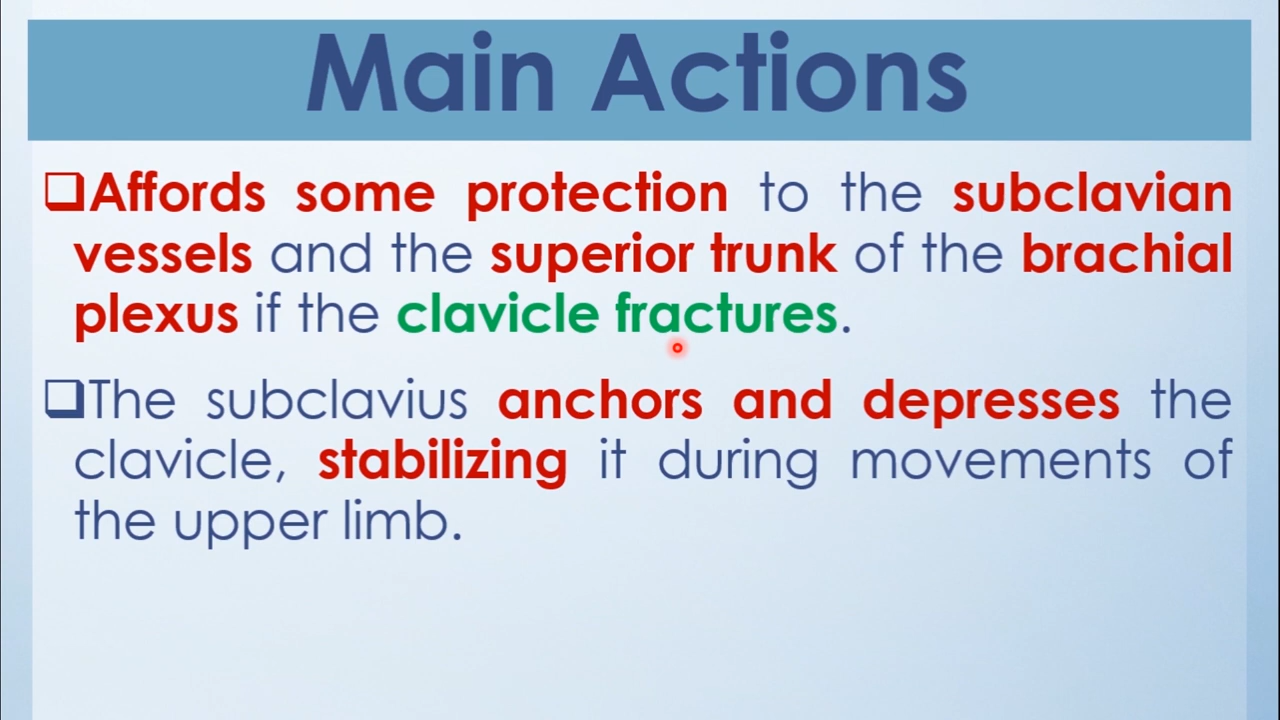 Main Actions
❑Affords some protection to the subclavian
vessels and the superior trunk of the brachial
plexus if the clavicle fractures.
❑The subclavius anchors and depresses the
clavicle, stabilizing it during movements of
the upper limb.